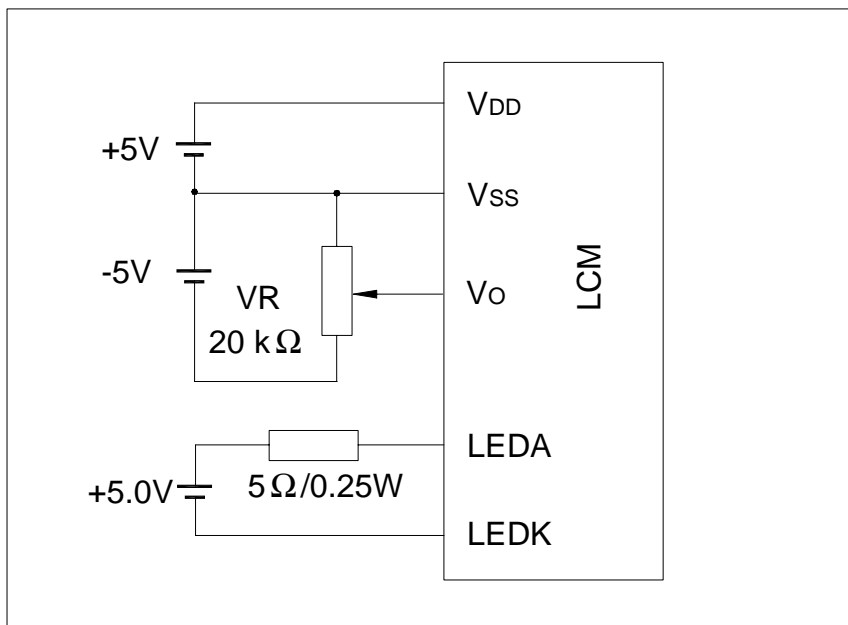 VDD
+5V
VSS
-5V
VR
20 kΩ
VO
LCM
LEDA
+5.0V
5Ω/0.25W
LEDK